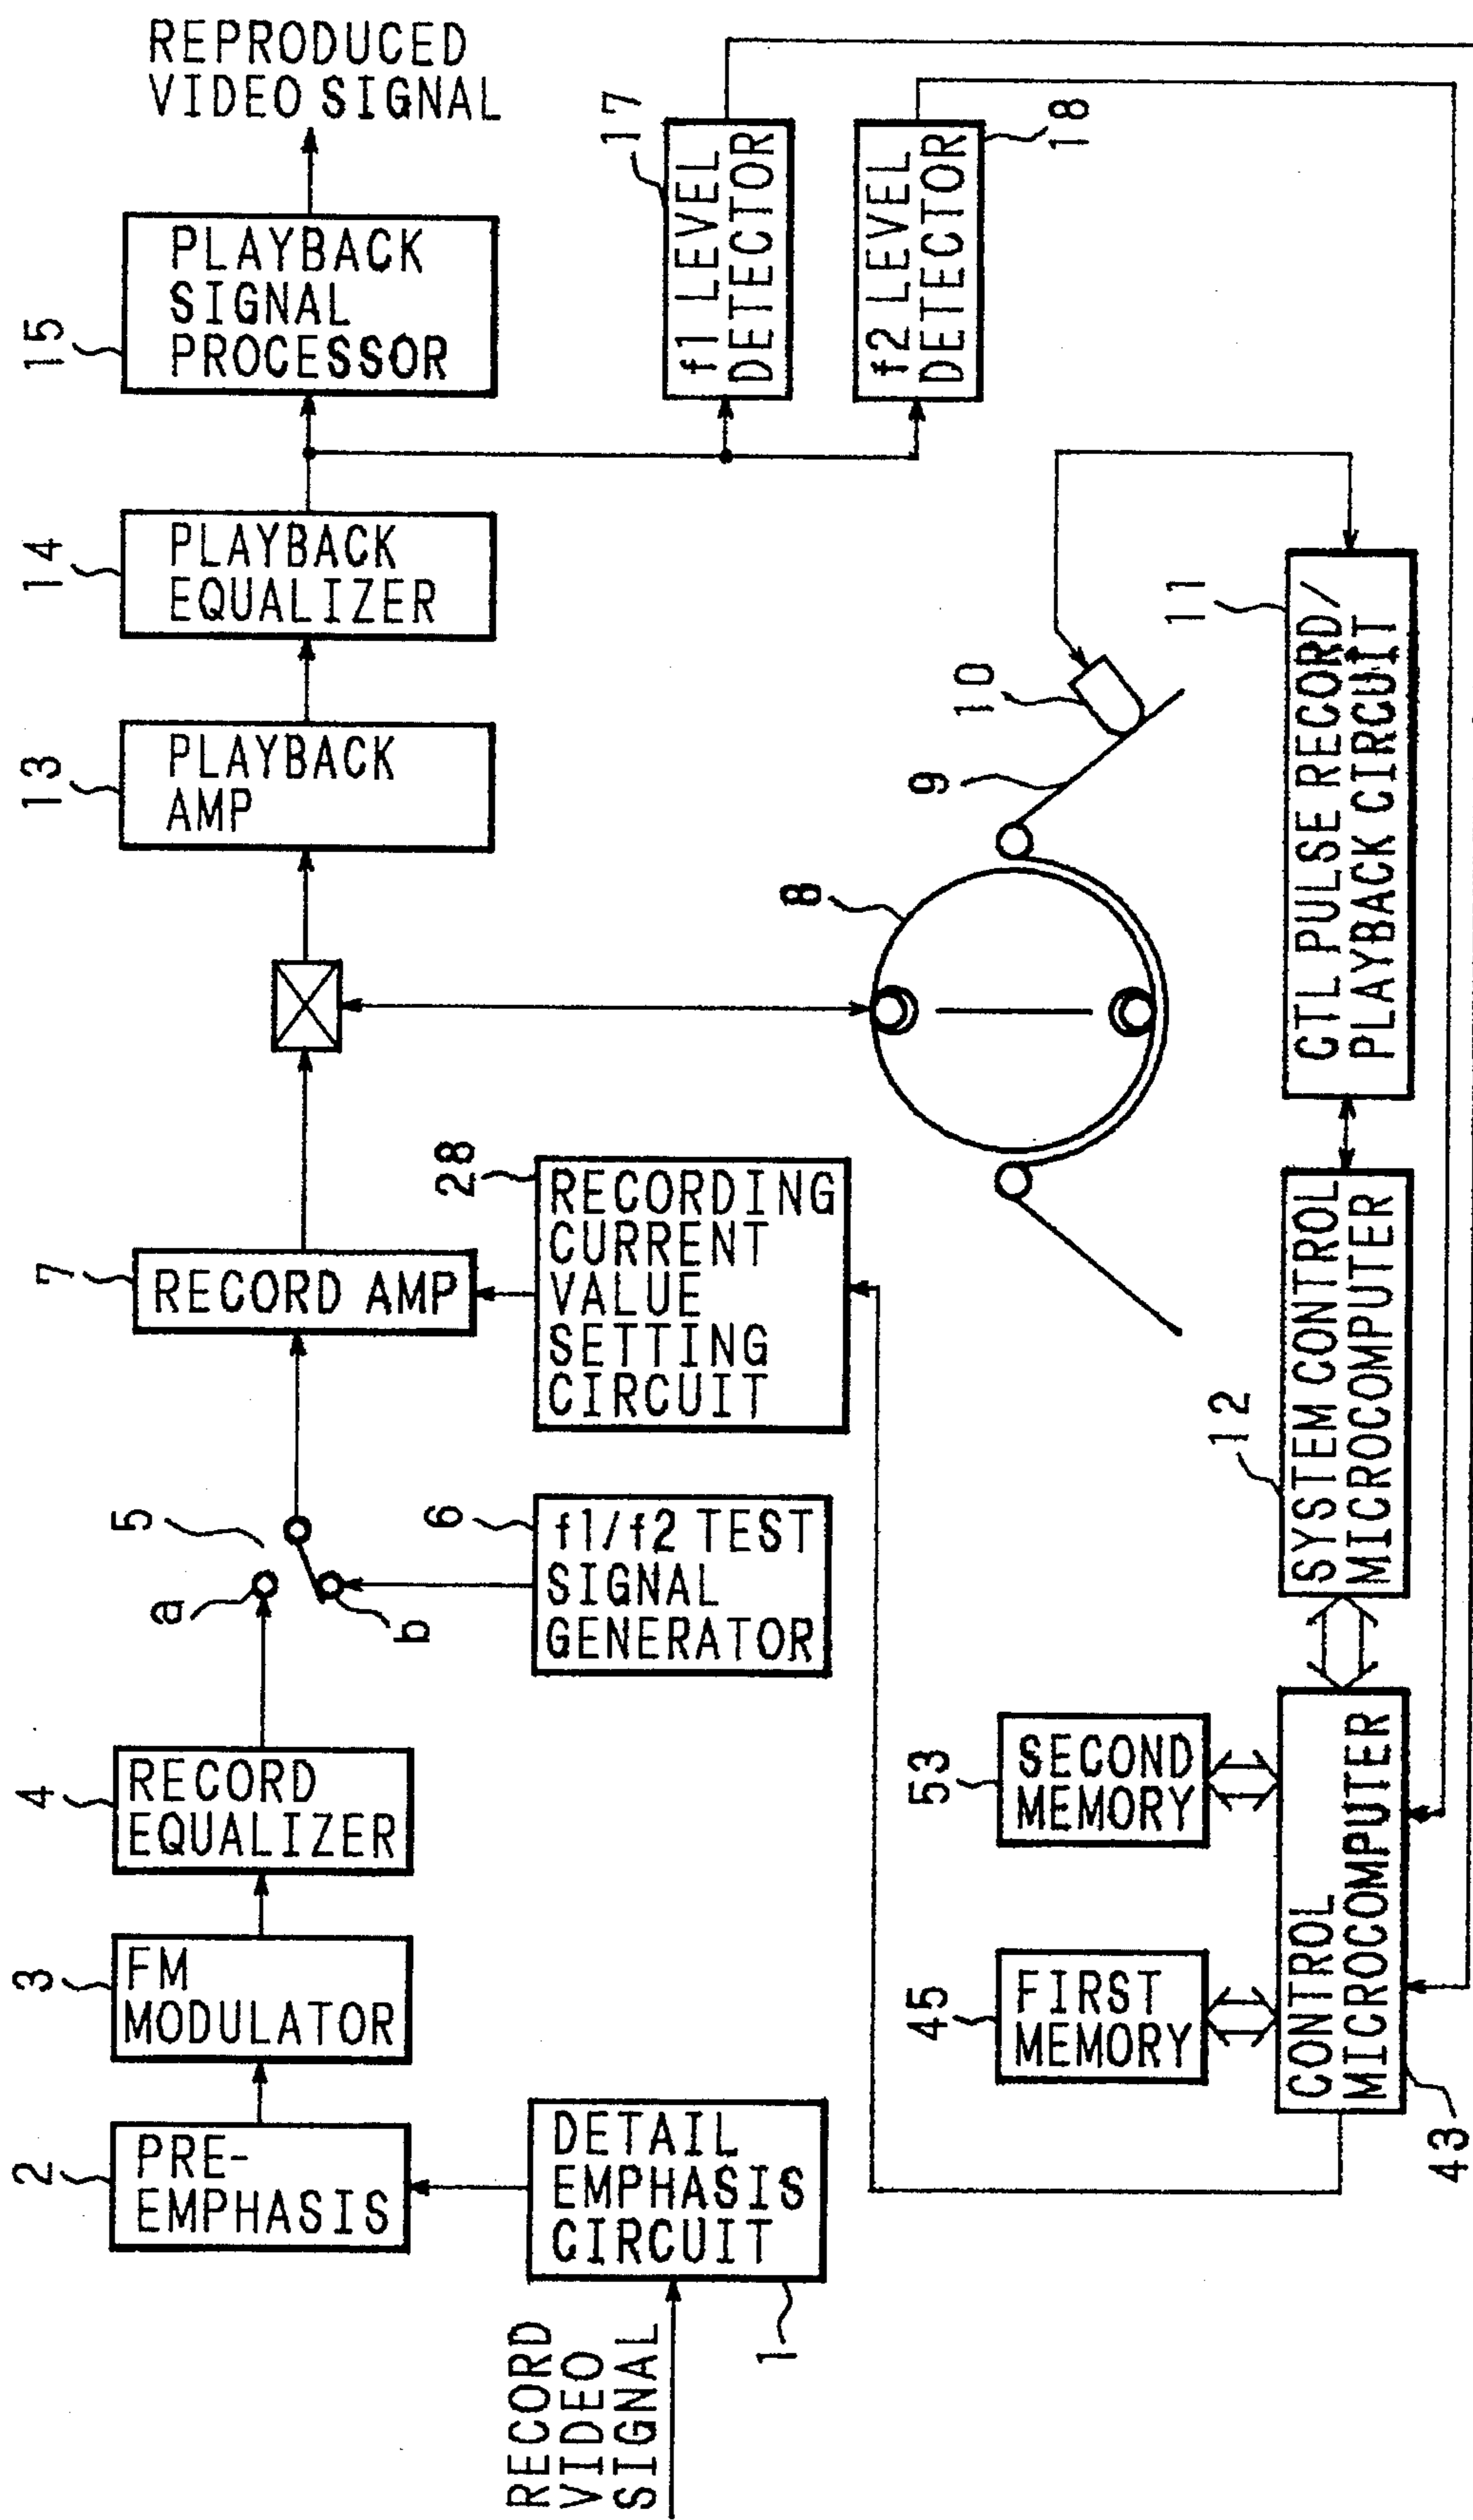 RECORD
VIDEO
SIGNAL
1
DETAIL
EMPHASIS
CIRCUIT
2
PRE-
EMPHASIS
3
FM
MODULATOR
4
RECORD
EQUALIZER
a
5
b
6
f1/f2 TEST
SIGNAL
GENERATOR
7
RECORD AMP
28
RECORDING
CURRENT
VALUE
SETTING
CIRCUIT
13
PLAYBACK
AMP
14
PLAYBACK
EQUALIZER
15
PLAYBACK
SIGNAL
PROCESSOR
REPRODUCED
VIDEO SIGNAL
17
f1 LEVEL
DETECTOR
f2 LEVEL
DETECTOR
18
8
9
10
45
FIRST
MEMORY
53
SECOND
MEMORY
CONTROL
MICROCOMPUTER
43
12
SYSTEM CONTROL
MICROCOMPUTER
11
CTL PULSE RECORD/
PLAYBACK CIRCUIT